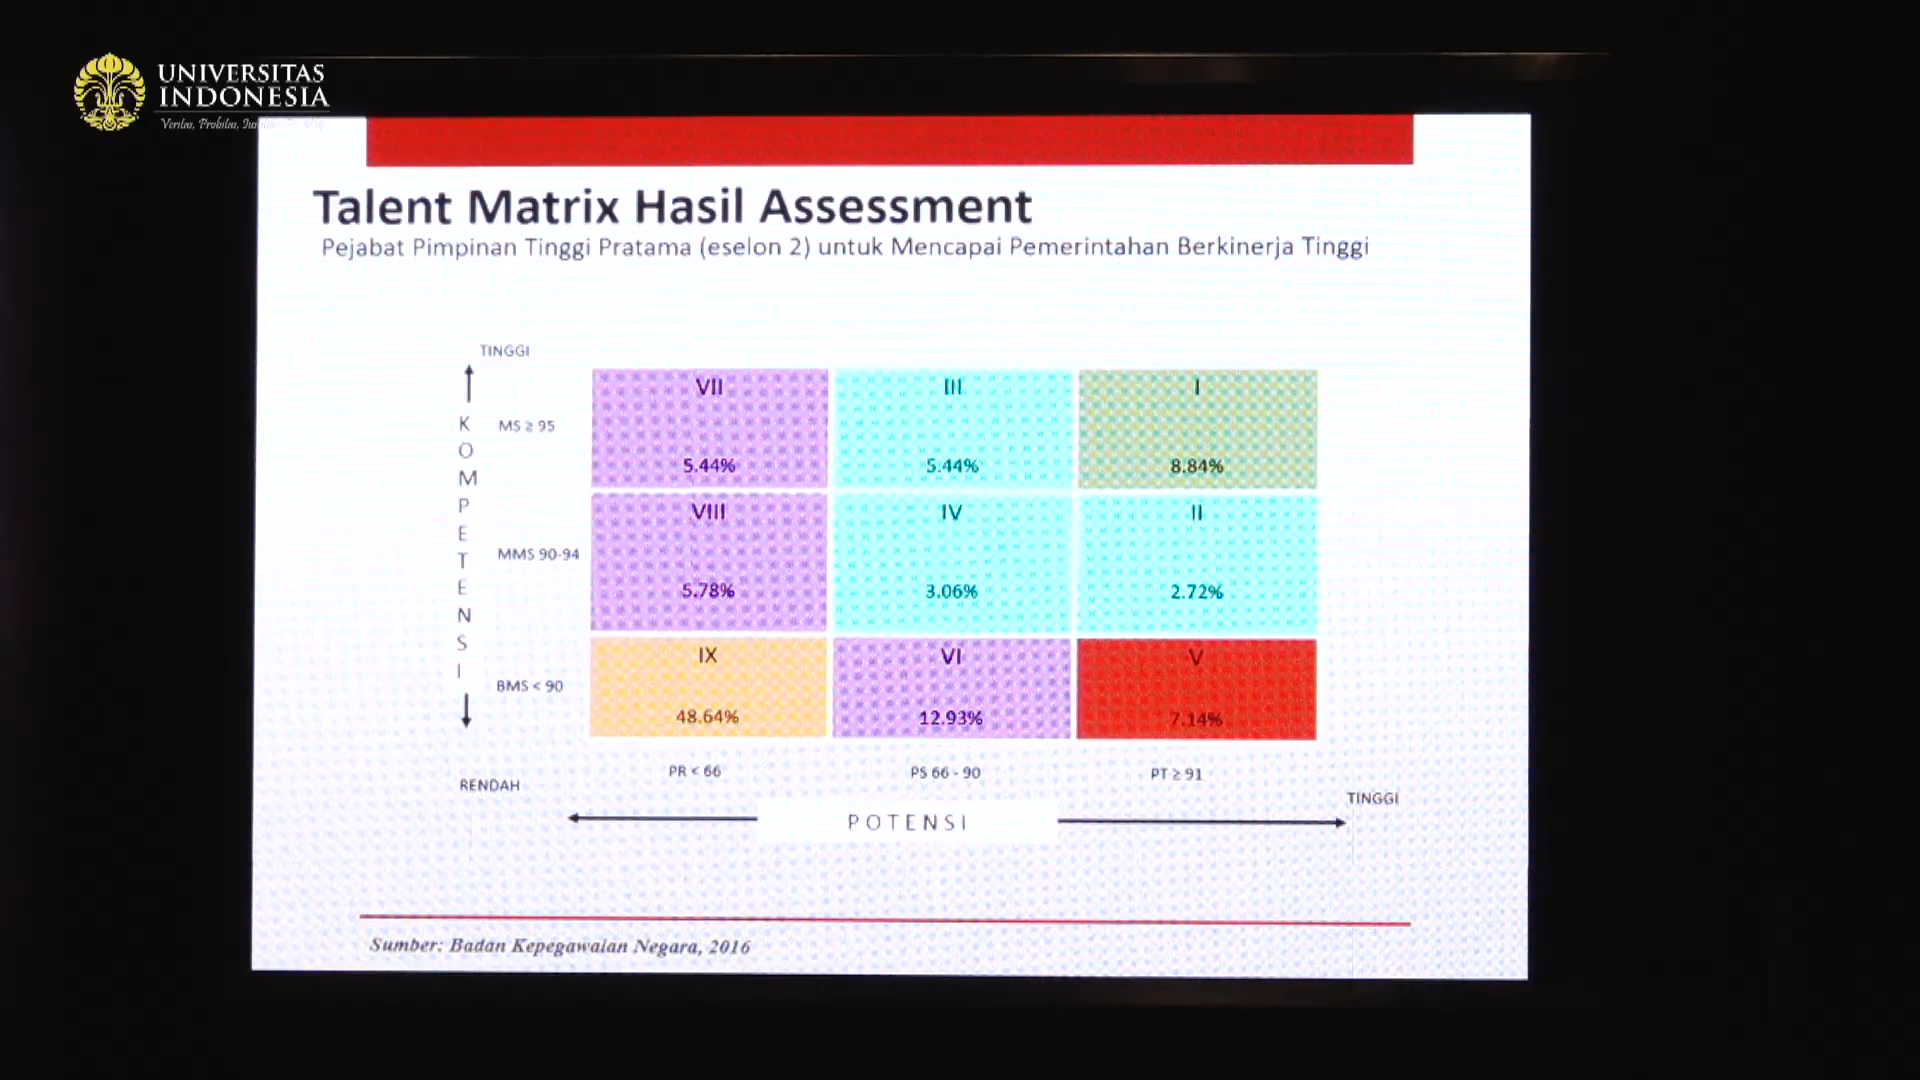 UNIVERSITAS
INDONESIA
Veritas, Probitas,
Talent Matrix Hasil Assessment
Pejabat Pimpinan Tinggi Pratama (eselon 2) untuk Mencapai Pemerintahan Berkinerja Tinggi
TINGGI
KOMPETENSI
MS ≥ 95
VII
III
I
5.44%
5.44%
8.84%
MMS 90-94
VIII
IV
II
5.78%
3.06%
2.72%
BMS < 90
IX
VI
V
48.64%
12.93%
7.14%
PR < 66
PS 66 - 90
PT ≥ 91
RENDAH
TINGGI
POTENSI
Sumber: Badan Kepegawaian Negara, 2016